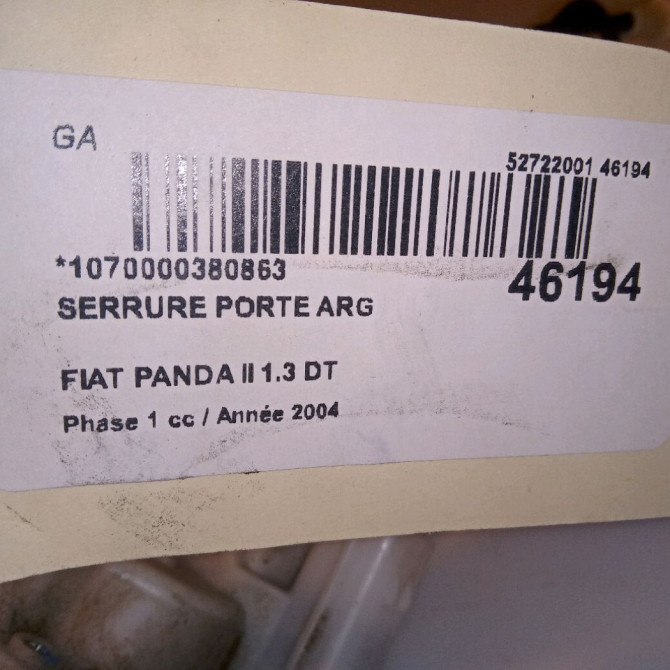 GA
52722001 46194
*1070000380863
46194
SERRURE PORTE ARG
FIAT PANDA II 1.3 DT
Phase 1 cc / Année 2004